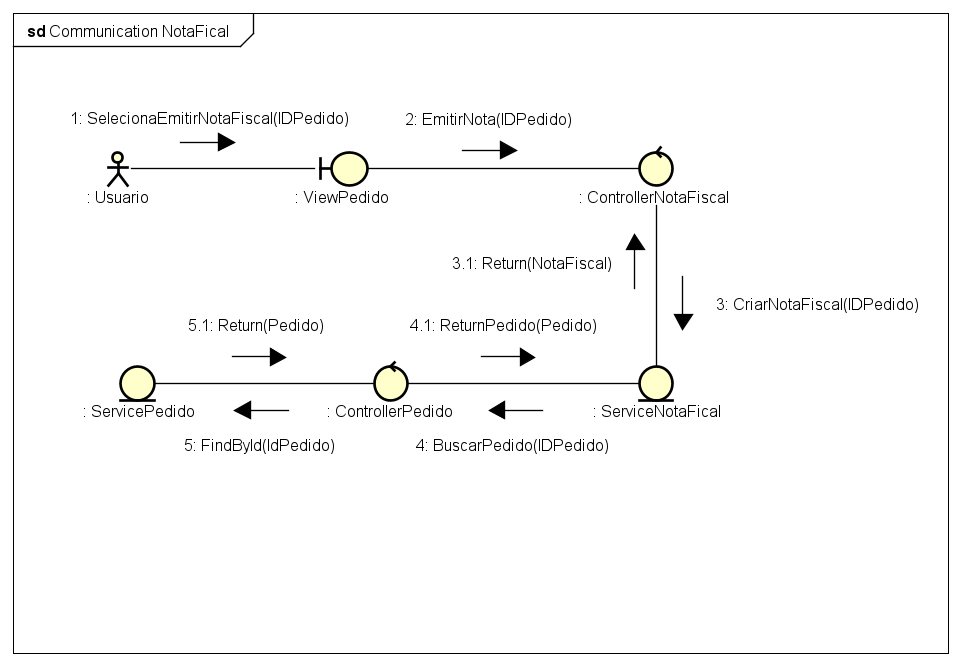 sd Communication NotaFical
1: SelecionaEmitirNotaFiscal(IDPedido)
2: EmitirNota(IDPedido)
: Usuario
: ViewPedido
: ControllerNotaFiscal
3.1: Return(NotaFiscal)
3: CriarNotaFiscal(IDPedido)
5.1: Return(Pedido)
4.1: ReturnPedido(Pedido)
: ServicePedido
: ControllerPedido
: ServiceNotaFical
5: FindById(IdPedido)
4: BuscarPedido(IDPedido)